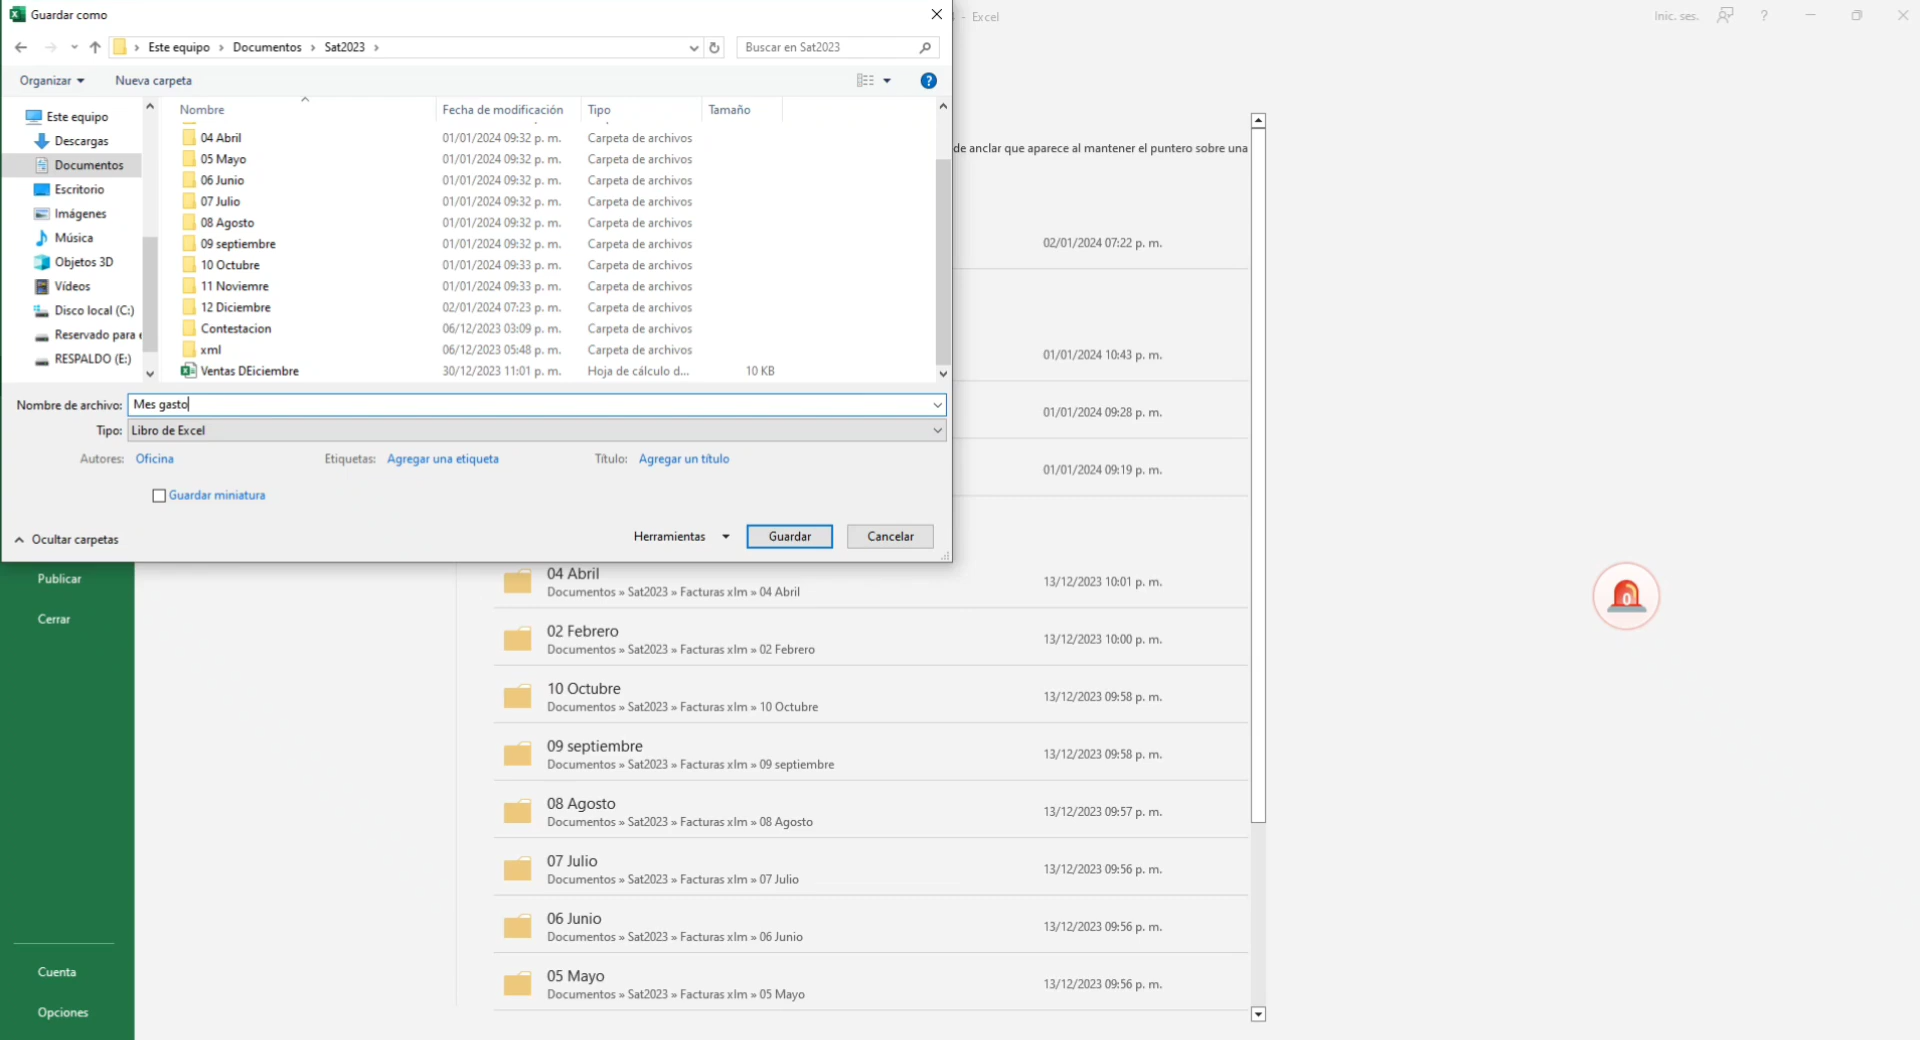 Guardar como
- Excel
Inic. ses.
?
Este equipo › Documentos › Sat2023 ›
Buscar en Sat2023
Organizar
Nueva carpeta
?
Este equipo
Descargas
Documentos
Escritorio
Imágenes
Música
Objetos 3D
Vídeos
Disco local (C:)
Reservado para e
RESPALDO (E:)
Nombre Fecha de modificación Tipo Tamaño
04 Abril 01/01/2024 09:32 p. m. Carpeta de archivos
05 Mayo 01/01/2024 09:32 p. m. Carpeta de archivos
06 Junio 01/01/2024 09:32 p. m. Carpeta de archivos
07 Julio 01/01/2024 09:32 p. m. Carpeta de archivos
08 Agosto 01/01/2024 09:32 p. m. Carpeta de archivos
09 septiembre 01/01/2024 09:32 p. m. Carpeta de archivos
10 Octubre 01/01/2024 09:33 p. m. Carpeta de archivos
11 Noviemre 01/01/2024 09:33 p. m. Carpeta de archivos
12 Diciembre 02/01/2024 07:23 p. m. Carpeta de archivos
Contestacion 06/12/2023 03:09 p. m. Carpeta de archivos
xml 06/12/2023 05:48 p. m. Carpeta de archivos
Ventas DEiciembre 30/12/2023 11:01 p. m. Hoja de cálculo d... 10 KB
Nombre de archivo: Mes gasto
Tipo: Libro de Excel
Autores: Oficina
Etiquetas: Agregar una etiqueta
Título: Agregar un título
Guardar miniatura
Ocultar carpetas
Herramientas
Guardar
Cancelar
de anclar que aparece al mantener el puntero sobre una
02/01/2024 07:22 p. m.
01/01/2024 10:43 p. m.
01/01/2024 09:28 p. m.
01/01/2024 09:19 p. m.
Publicar
Cerrar
Cuenta
Opciones
04 Abril 13/12/2023 10:01 p. m.
Documentos » Sat2023 » Facturas xlm » 04 Abril
02 Febrero 13/12/2023 10:00 p. m.
Documentos » Sat2023 » Facturas xlm » 02 Febrero
10 Octubre 13/12/2023 09:58 p. m.
Documentos » Sat2023 » Facturas xlm » 10 Octubre
09 septiembre 13/12/2023 09:58 p. m.
Documentos » Sat2023 » Facturas xlm » 09 septiembre
08 Agosto 13/12/2023 09:57 p. m.
Documentos » Sat2023 » Facturas xlm » 08 Agosto
07 Julio 13/12/2023 09:56 p. m.
Documentos » Sat2023 » Facturas xlm » 07 Julio
06 Junio 13/12/2023 09:56 p. m.
Documentos » Sat2023 » Facturas xlm » 06 Junio
05 Mayo 13/12/2023 09:56 p. m.
Documentos » Sat2023 » Facturas xlm » 05 Mayo
0